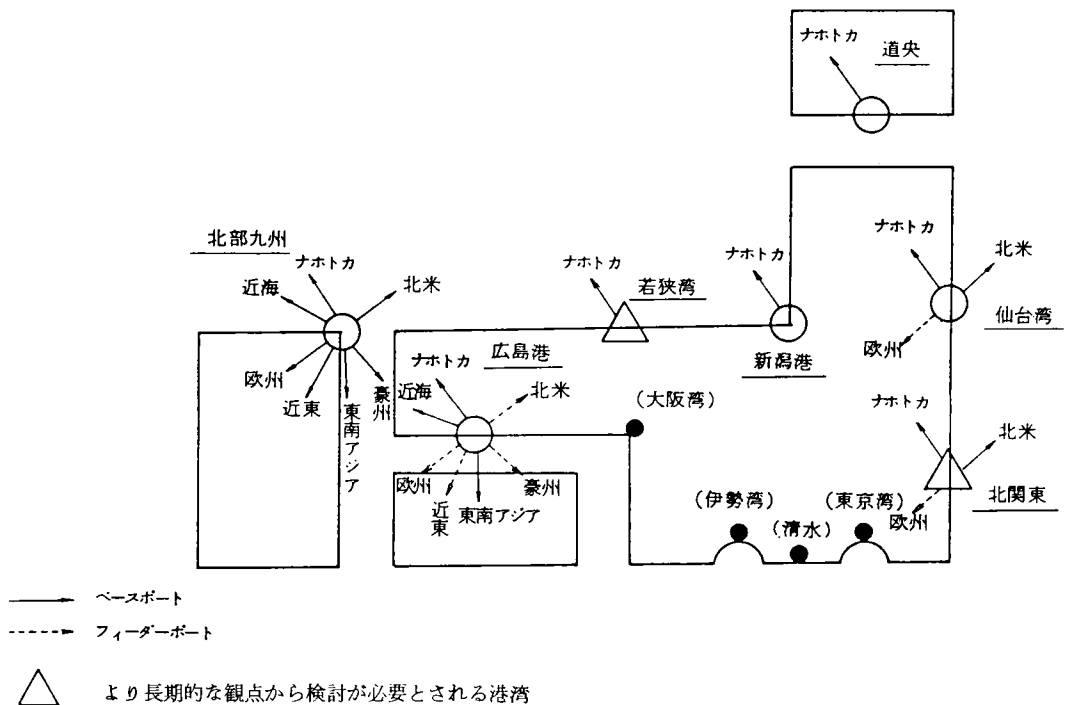 ナホトカ
道央
北部九州
ナホトカ
近海
北米
欧州
近東
東南アジア
豪州
ナホトカ
若狭湾
ナホトカ
新潟港
ナホトカ
北米
仙台湾
欧州
広島港
ナホトカ
近海
北米
欧州
近東
東南アジア
豪州
(大阪湾)
ナホトカ
北米
北関東
欧州
(伊勢湾)
(清水)
(東京湾)
ベースポート
フィーダーポート
より長期的な観点から検討が必要とされる港湾